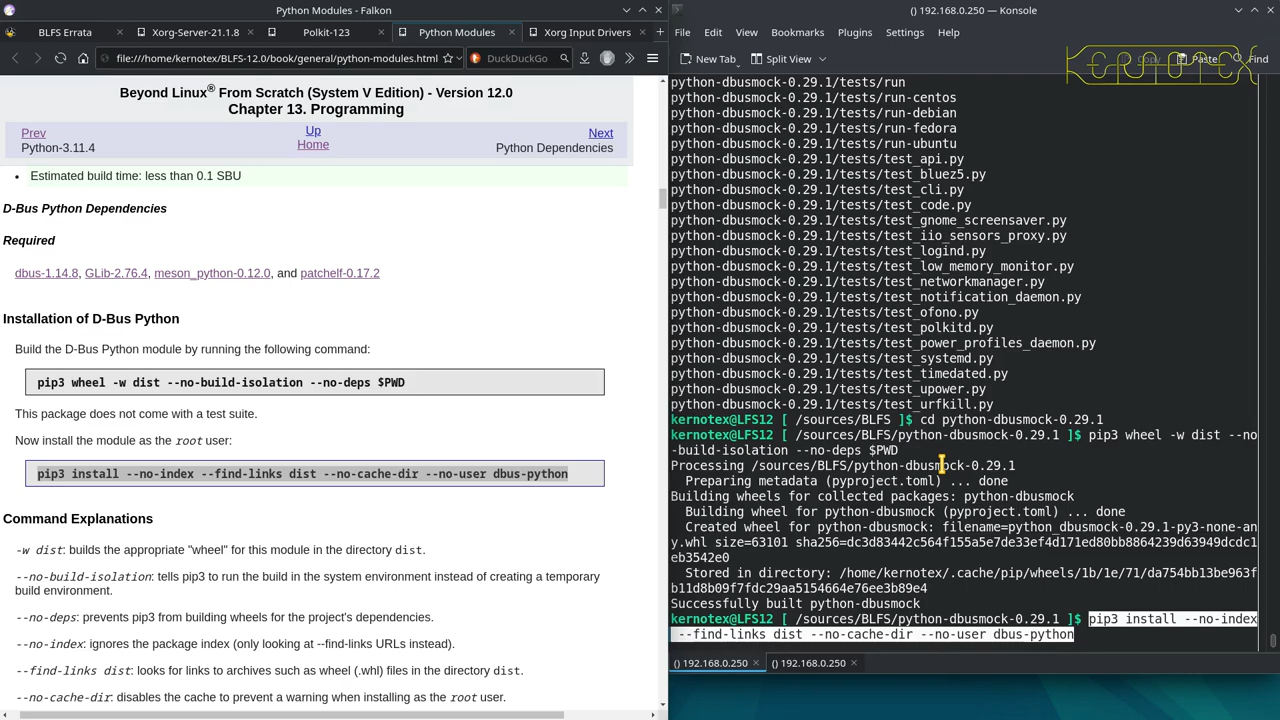 Python Modules - Falkon
BLFS Errata
Xorg-Server-21.1.8
Polkit-123
Python Modules
Xorg Input Drivers
file:///home/kernotex/BLFS-12.0/book/general/python-modules.html
DuckDuckGo
Beyond Linux® From Scratch (System V Edition) - Version 12.0
Chapter 13. Programming
Prev
Up
Next
Python-3.11.4
Home
Python Dependencies
• Estimated build time: less than 0.1 SBU
D-Bus Python Dependencies
Required
dbus-1.14.8, GLib-2.76.4, meson_python-0.12.0, and patchelf-0.17.2
Installation of D-Bus Python
Build the D-Bus Python module by running the following command:
pip3 wheel -w dist --no-build-isolation --no-deps $PWD
This package does not come with a test suite.
Now install the module as the root user:
pip3 install --no-index --find-links dist --no-cache-dir --no-user dbus-python
Command Explanations
-w dist: builds the appropriate "wheel" for this module in the directory dist.
--no-build-isolation: tells pip3 to run the build in the system environment instead of creating a temporary
build environment.
--no-deps: prevents pip3 from building wheels for the project's dependencies.
--no-index: ignores the package index (only looking at --find-links URLs instead).
--find-links dist: looks for links to archives such as wheel (.whl) files in the directory dist.
--no-cache-dir: disables the cache to prevent a warning when installing as the root user.
() 192.168.0.250 — Konsole
File Edit View Bookmarks Plugins Settings Help
New Tab
Split View
Copy
Paste
Find
Kernotex
python-dbusmock-0.29.1/tests/run
python-dbusmock-0.29.1/tests/run-centos
python-dbusmock-0.29.1/tests/run-debian
python-dbusmock-0.29.1/tests/run-fedora
python-dbusmock-0.29.1/tests/run-ubuntu
python-dbusmock-0.29.1/tests/test_api.py
python-dbusmock-0.29.1/tests/test_bluez5.py
python-dbusmock-0.29.1/tests/test_cli.py
python-dbusmock-0.29.1/tests/test_code.py
python-dbusmock-0.29.1/tests/test_gnome_screensaver.py
python-dbusmock-0.29.1/tests/test_iio_sensors_proxy.py
python-dbusmock-0.29.1/tests/test_logind.py
python-dbusmock-0.29.1/tests/test_low_memory_monitor.py
python-dbusmock-0.29.1/tests/test_networkmanager.py
python-dbusmock-0.29.1/tests/test_notification_daemon.py
python-dbusmock-0.29.1/tests/test_ofono.py
python-dbusmock-0.29.1/tests/test_polkitd.py
python-dbusmock-0.29.1/tests/test_power_profiles_daemon.py
python-dbusmock-0.29.1/tests/test_systemd.py
python-dbusmock-0.29.1/tests/test_timedated.py
python-dbusmock-0.29.1/tests/test_upower.py
python-dbusmock-0.29.1/tests/test_urfkill.py
kernotex@LFS12 [ /sources/BLFS ]$ cd python-dbusmock-0.29.1
kernotex@LFS12 [ /sources/BLFS/python-dbusmock-0.29.1 ]$ pip3 wheel -w dist --no
-build-isolation --no-deps $PWD
Processing /sources/BLFS/python-dbusmock-0.29.1
Preparing metadata (pyproject.toml) ... done
Building wheels for collected packages: python-dbusmock
Building wheel for python-dbusmock (pyproject.toml) ... done
Created wheel for python-dbusmock: filename=python_dbusmock-0.29.1-py3-none-an
y.whl size=63101 sha256=dc3d83442c564f155a5e7de33ef4d171ed80bb8864239d63949dcdc1
eb3542e0
Stored in directory: /home/kernotex/.cache/pip/wheels/1b/1e/71/da754bb13be963f
b11d8b09f7fdc29aa5154664e76ee3b89e4
Successfully built python-dbusmock
kernotex@LFS12 [ /sources/BLFS/python-dbusmock-0.29.1 ]$ pip3 install --no-index
--find-links dist --no-cache-dir --no-user dbus-python
() 192.168.0.250
() 192.168.0.250